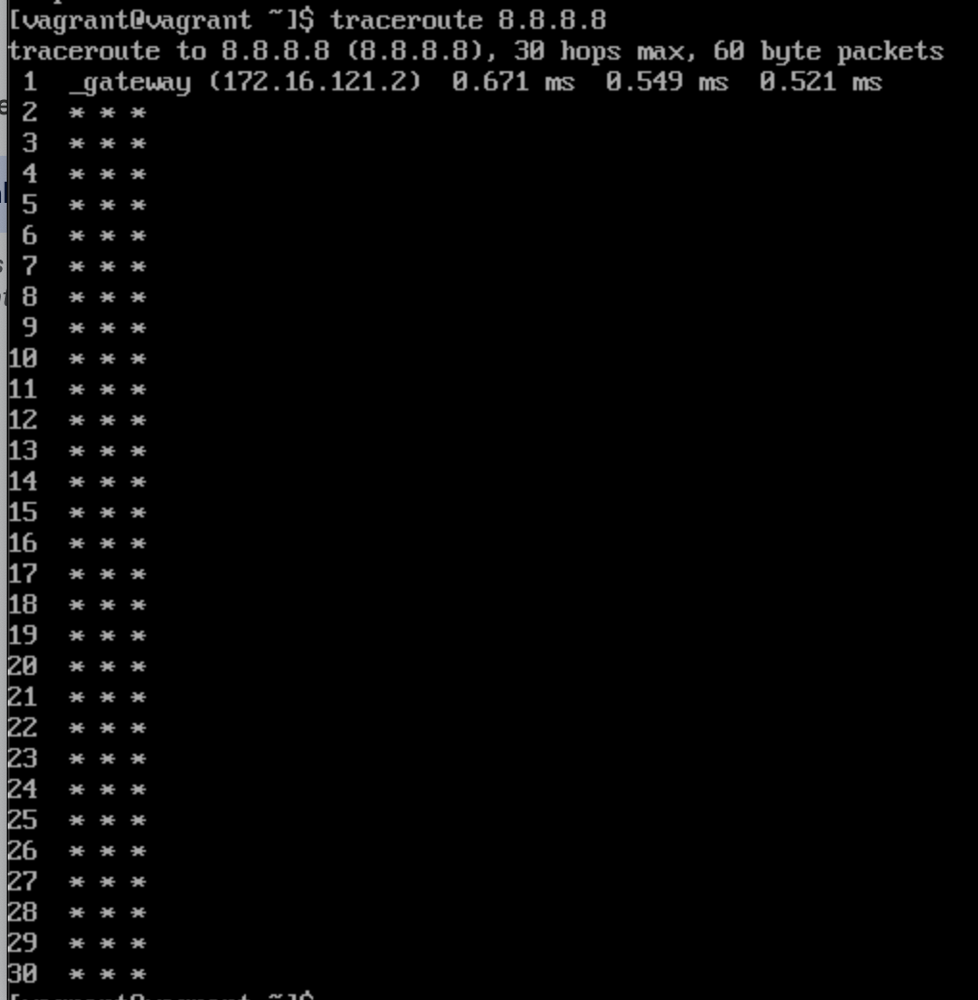 [vagrant@vagrant ~]$ traceroute 8.8.8.8
traceroute to 8.8.8.8 (8.8.8.8), 30 hops max, 60 byte packets
 1  _gateway (172.16.121.2)  0.671 ms  0.549 ms  0.521 ms
 2  * * *
 3  * * *
 4  * * *
 5  * * *
 6  * * *
 7  * * *
 8  * * *
 9  * * *
10  * * *
11  * * *
12  * * *
13  * * *
14  * * *
15  * * *
16  * * *
17  * * *
18  * * *
19  * * *
20  * * *
21  * * *
22  * * *
23  * * *
24  * * *
25  * * *
26  * * *
27  * * *
28  * * *
29  * * *
30  * * *
[vagrant@vagrant ~]$